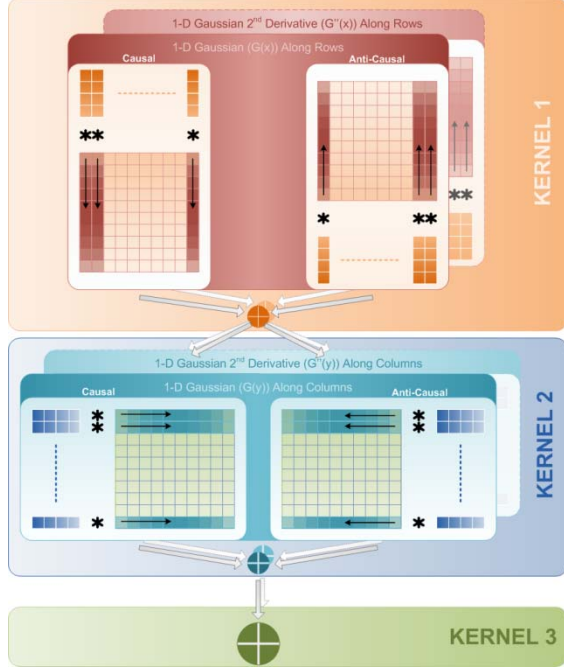 1-D Gaussian 2nd Derivative (G''(x)) Along Rows
1-D Gaussian (G(x)) Along Rows
Causal
Anti-Causal
KERNEL 1
1-D Gaussian 2nd Derivative (G''(y)) Along Columns
1-D Gaussian (G(y)) Along Columns
Causal
Anti-Causal
KERNEL 2
KERNEL 3